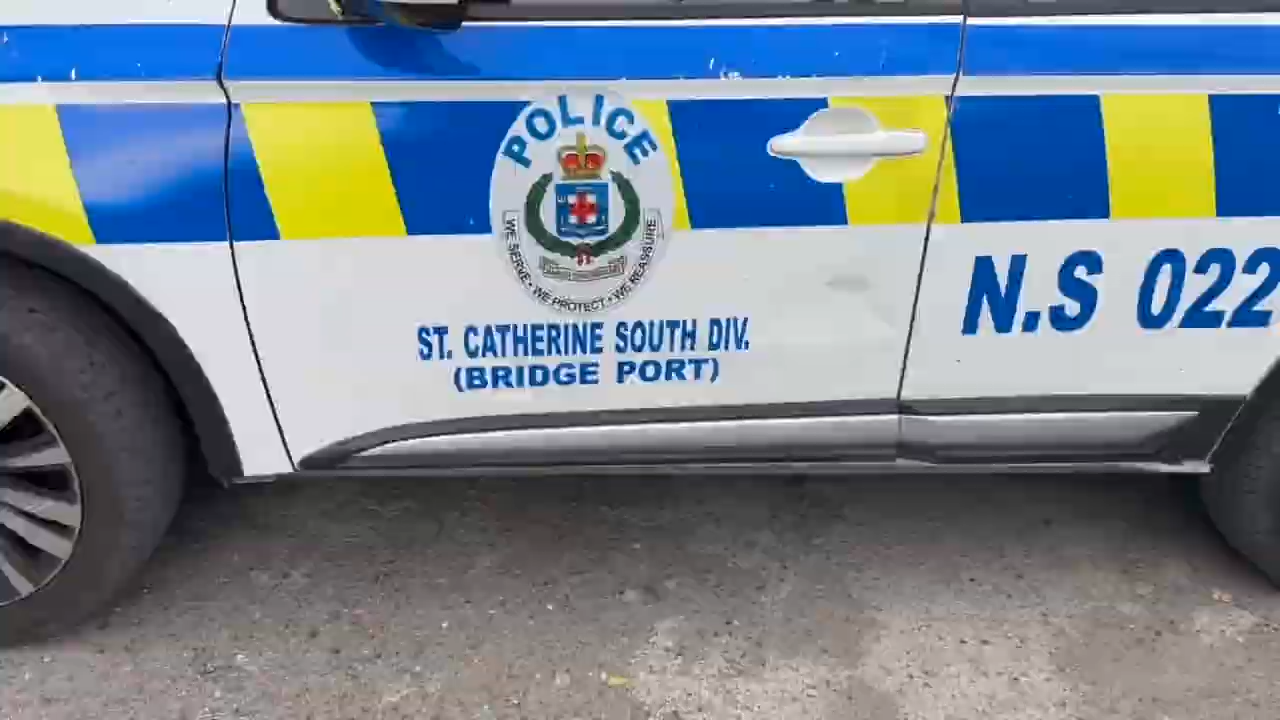 POLICE
WE SERVE • WE PROTECT • WE REASSURE
ST. CATHERINE SOUTH DIV.
(BRIDGE PORT)
N.S 022